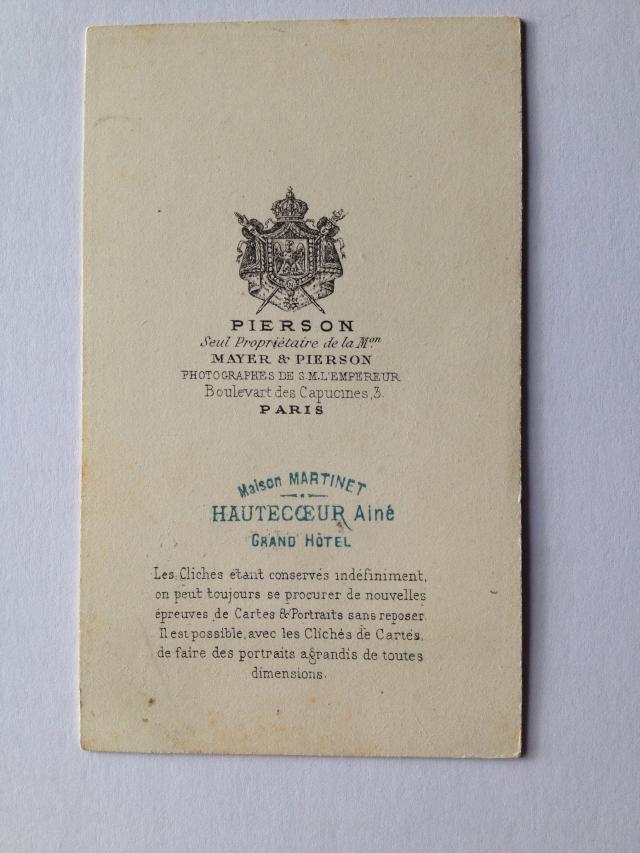 PIERSON
Seul Propriétaire de la Mon
MAYER & PIERSON
PHOTOGRAPHES DE S.M.L'EMPEREUR
Boulevart des Capucines, 3.
PARIS
Maison MARTINET
HAUTECŒUR Ainé
GRAND HÔTEL
Les Clichés étant conservés indéfiniment,
on peut toujours se procurer de nouvelles
épreuves de Cartes & Portraits sans reposer.
Il est possible, avec les Clichés de Cartes,
de faire des portraits agrandis de toutes
dimensions.